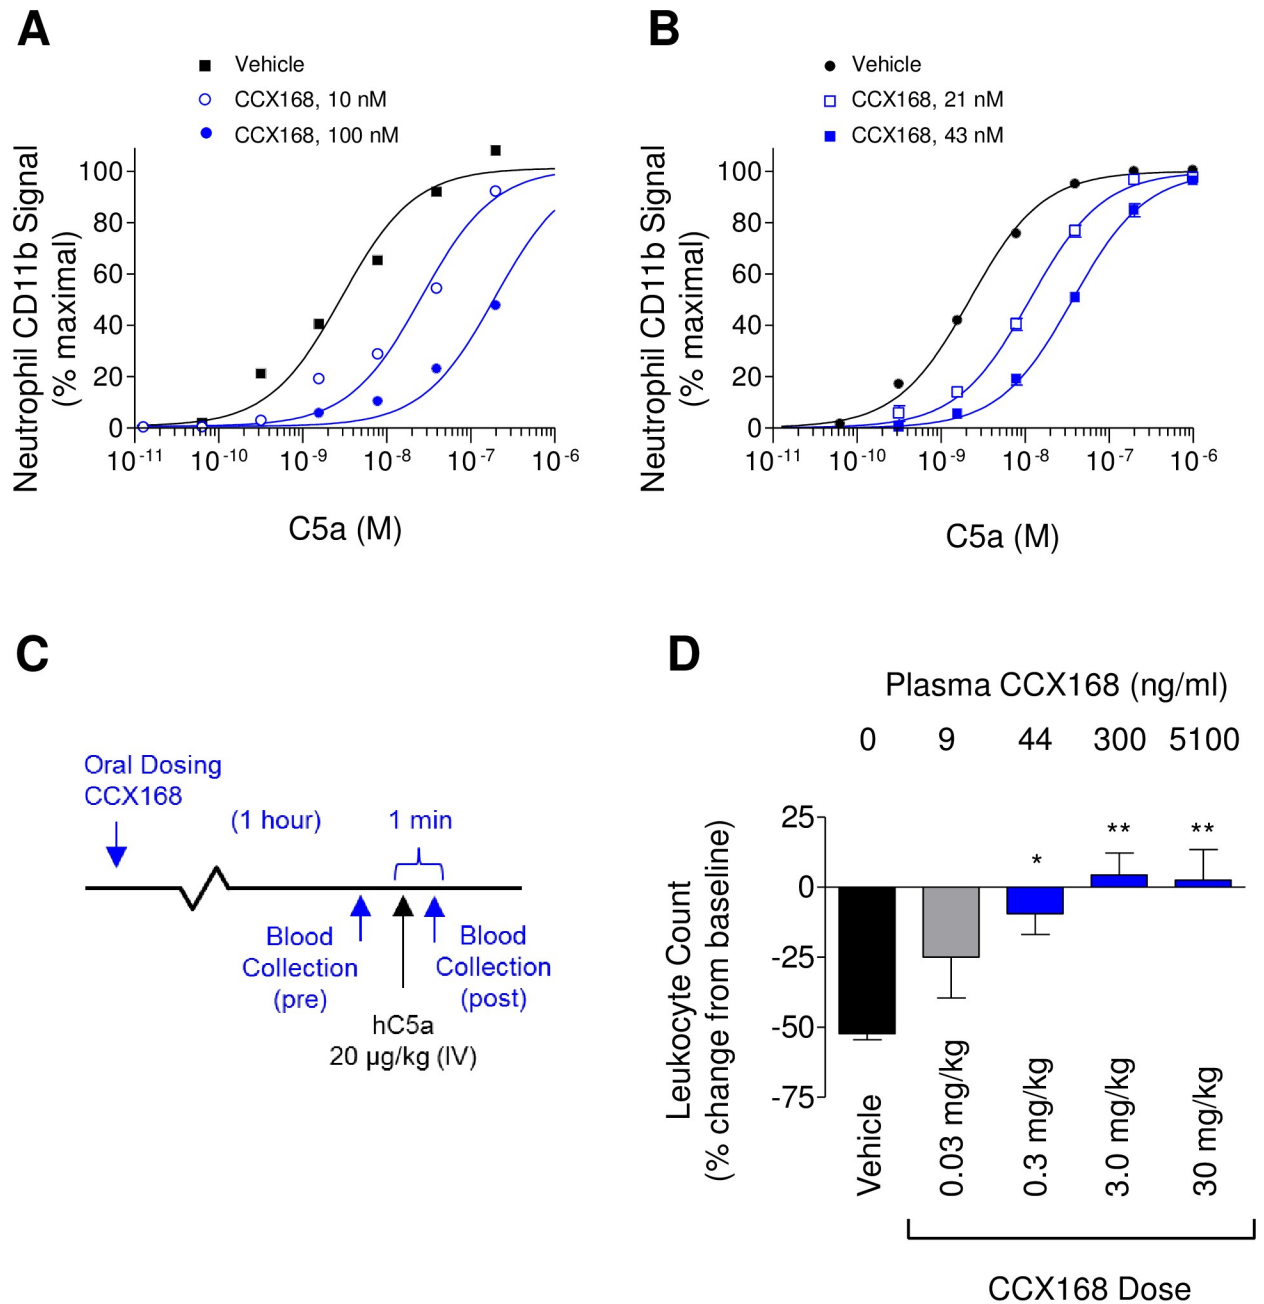 A
Vehicle
CCX168, 10 nM
CCX168, 100 nM
Neutrophil CD11b Signal
(% maximal)
100
80
60
40
20
0
10-11
10-10
10-9
10-8
10-7
10-6
C5a (M)
B
Vehicle
CCX168, 21 nM
CCX168, 43 nM
Neutrophil CD11b Signal
(% maximal)
100
80
60
40
20
0
10-11
10-10
10-9
10-8
10-7
10-6
C5a (M)
C
Oral Dosing
CCX168
(1 hour)
1 min
Blood
Collection
(pre)
Blood
Collection
(post)
hC5a
20 µg/kg (IV)
D
Plasma CCX168 (ng/ml)
0 9 44 300 5100
Leukocyte Count
(% change from baseline)
25
0
-25
-50
-75
*
**
**
Vehicle
0.03 mg/kg
0.3 mg/kg
3.0 mg/kg
30 mg/kg
CCX168 Dose